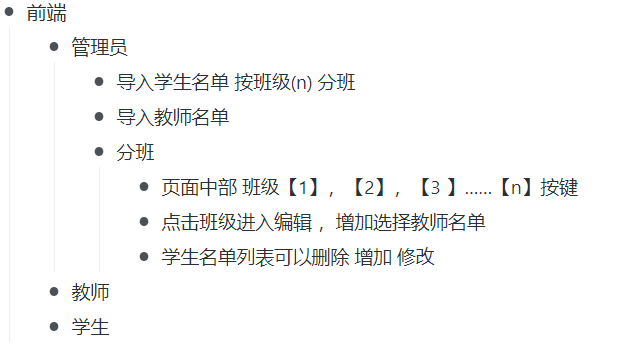 前端
管理员
导入学生名单 按班级(n) 分班
导入教师名单
分班
页面中部 班级【1】，【2】，【3 】……【n】按键
点击班级进入编辑 ，增加选择教师名单
学生名单列表可以删除 增加 修改
教师
学生